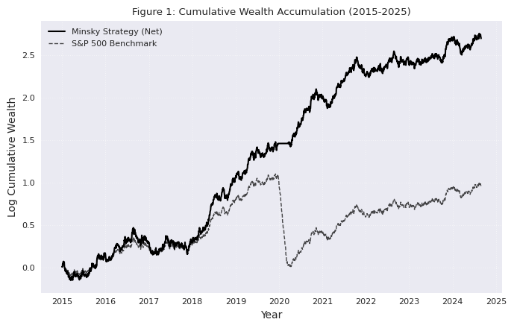 Figure 1: Cumulative Wealth Accumulation (2015-2025)
Minsky Strategy (Net)
S&P 500 Benchmark
Log Cumulative Wealth
2.5
2.0
1.5
1.0
0.5
0.0
2015 2016 2017 2018 2019 2020 2021 2022 2023 2024 2025
Year